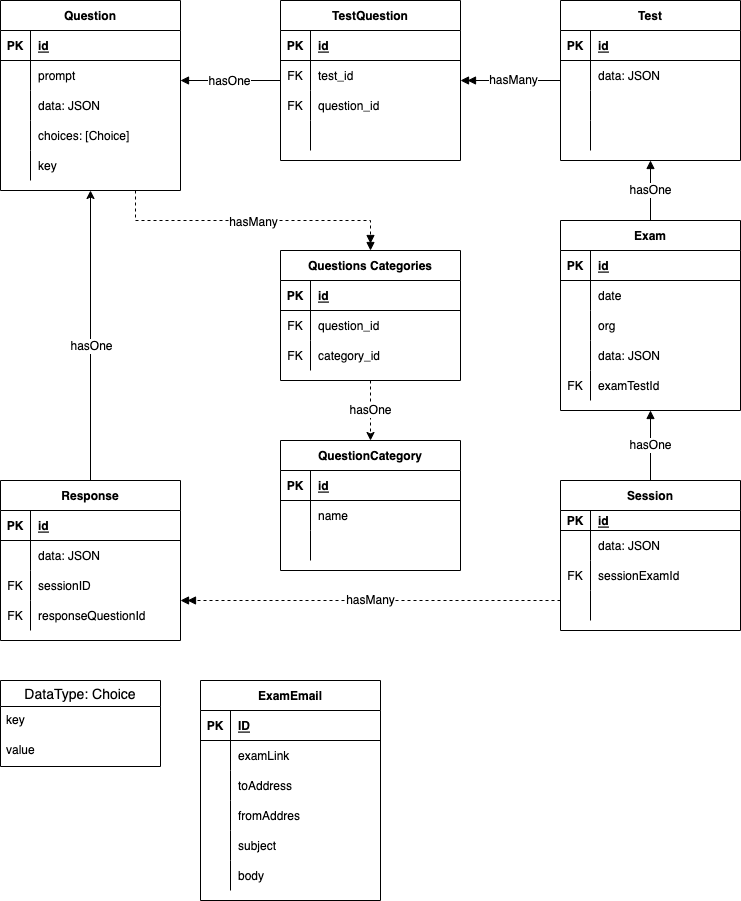 Question
PK id
prompt
data: JSON
choices: [Choice]
key
TestQuestion
PK id
FK test_id
FK question_id
Test
PK id
data: JSON
hasOne
hasMany
hasOne
hasMany
Questions Categories
PK id
FK question_id
FK category_id
Exam
PK id
date
org
data: JSON
FK examTestId
hasOne
hasOne
hasOne
QuestionCategory
PK id
name
Response
PK id
data: JSON
FK sessionID
FK responseQuestionId
Session
PK id
data: JSON
FK sessionExamId
hasMany
DataType: Choice
key
value
ExamEmail
PK ID
examLink
toAddress
fromAddres
subject
body